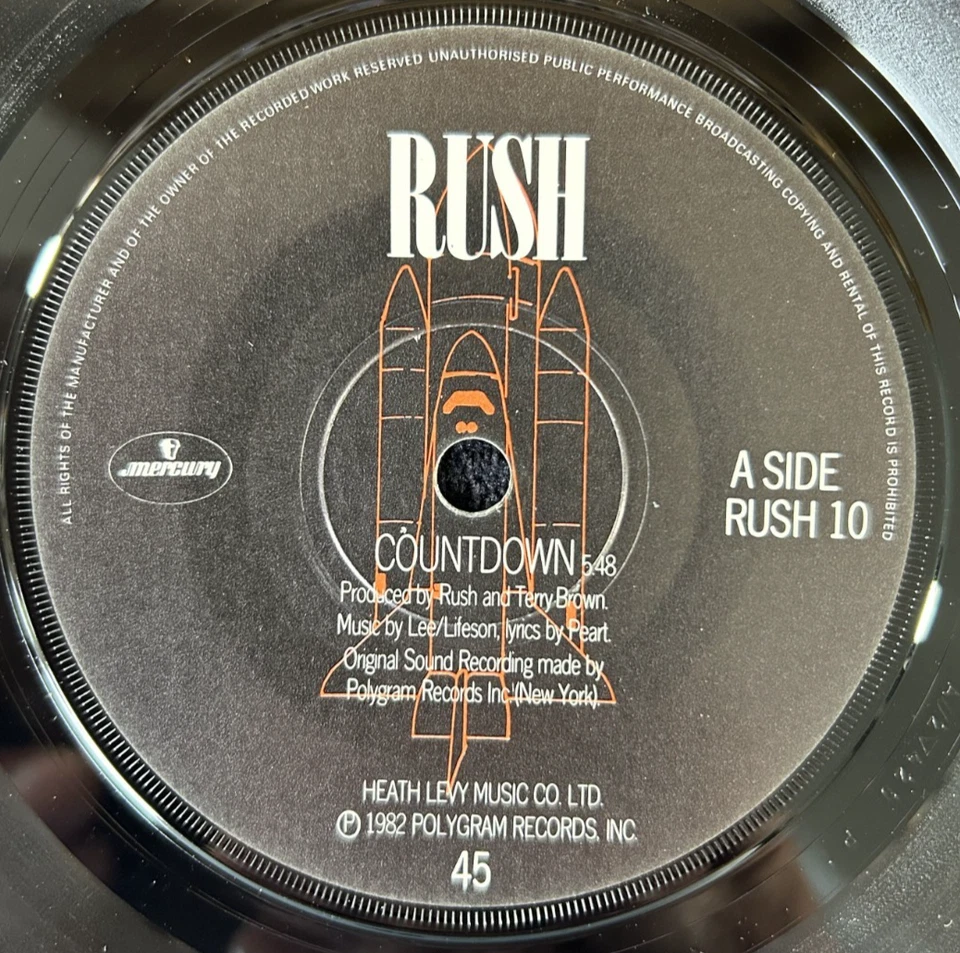 ALL RIGHTS OF THE MANUFACTURER AND OF THE OWNER OF THE RECORDED WORK RESERVED UNAUTHORISED PUBLIC PERFORMANCE BROADCASTING COPYING AND RENTAL OF THIS RECORD IS PROHIBITED
RUSH
mercury
A SIDE
RUSH 10
COUNTDOWN 5:48
Produced by Rush and Terry Brown.
Music by Lee/Lifeson, lyrics by Peart.
Original Sound Recording made by
Polygram Records Inc (New York).
HEATH LEVY MUSIC CO. LTD.
Ⓟ 1982 POLYGRAM RECORDS, INC.
45